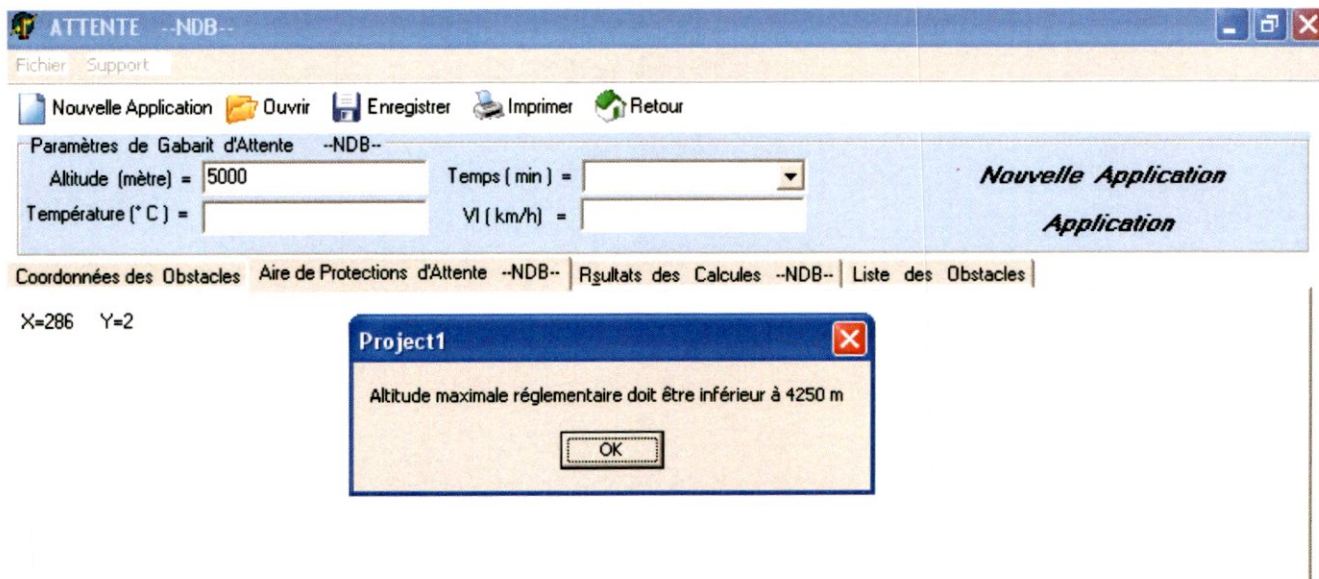 ATTENTE --NDB--
Fichier Support
Nouvelle Application Ouvrir Enregistrer Imprimer Retour
Paramètres de Gabarit d'Attente --NDB--
Altitude (mètre) = 5000 Temps ( min ) = Nouvelle Application
Température (° C ) = VI ( km/h) = Application
Coordonnées des Obstacles Aire de Protections d'Attente --NDB-- Rsultats des Calcules --NDB-- Liste des Obstacles
X=286 Y=2
Project1
Altitude maximale réglementaire doit être inférieur à 4250 m
OK